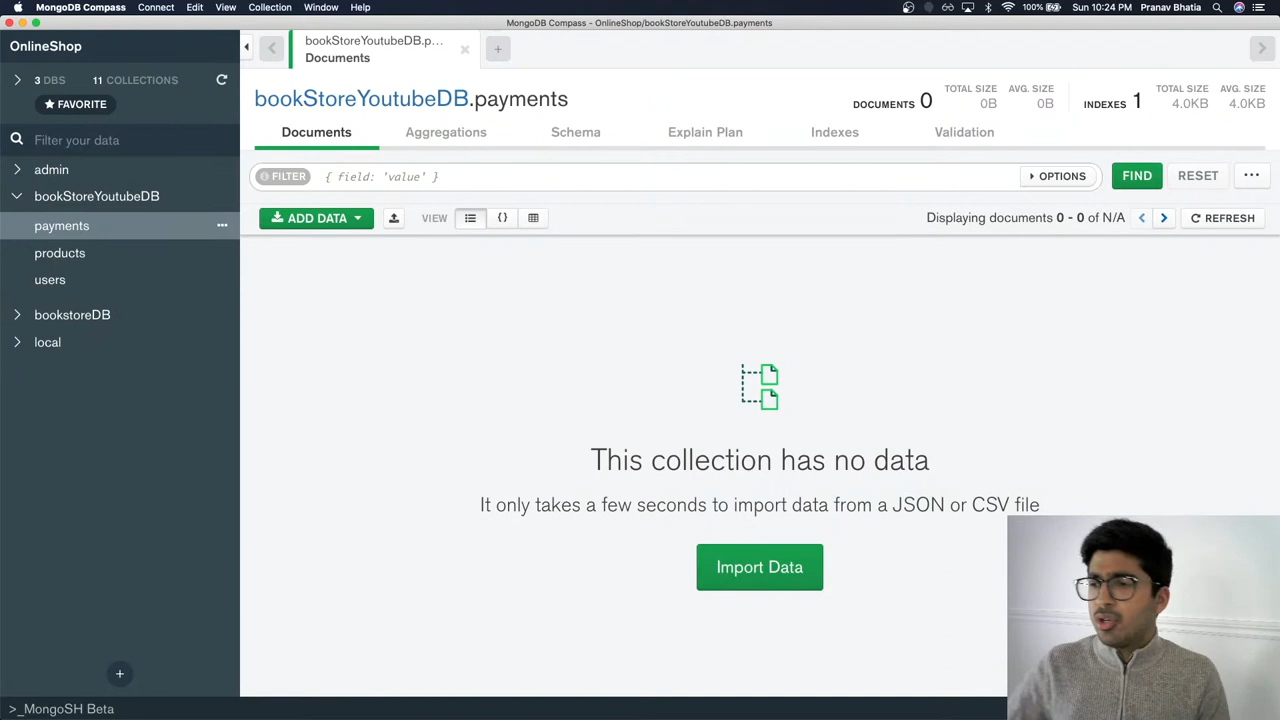 MongoDB Compass Connect Edit View Collection Window Help 100% Sun 10:24 PM Pranav Bhatia
MongoDB Compass - OnlineShop/bookStoreYoutubeDB.payments
OnlineShop
3 DBS 11 COLLECTIONS
FAVORITE
Filter your data
admin
bookStoreYoutubeDB
payments
products
users
bookstoreDB
local
>_MongoSH Beta
bookStoreYoutubeDB.p...
Documents
bookStoreYoutubeDB.payments
DOCUMENTS 0 TOTAL SIZE 0B AVG. SIZE 0B INDEXES 1 TOTAL SIZE 4.0KB AVG. SIZE 4.0KB
Documents Aggregations Schema Explain Plan Indexes Validation
FILTER { field: 'value' } OPTIONS FIND RESET
ADD DATA VIEW {} Displaying documents 0 - 0 of N/A REFRESH
This collection has no data
It only takes a few seconds to import data from a JSON or CSV file
Import Data